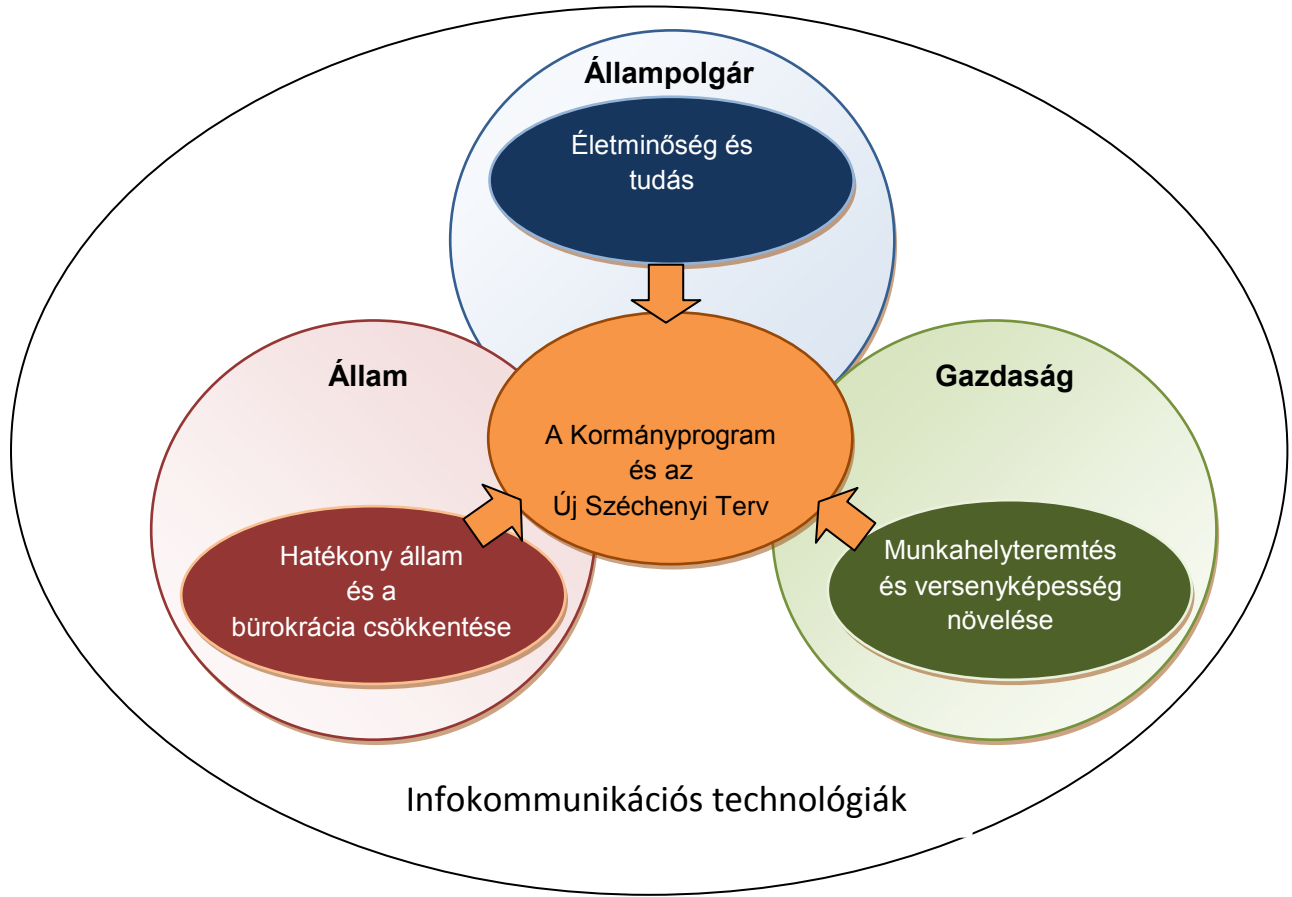 Állampolgár
Életminőség és
tudás
Állam
Gazdaság
A Kormányprogram
és az
Új Széchenyi Terv
Hatékony állam
és a
bürokrácia csökkentése
Munkahelyteremtés
és versenyképesség
növelése
Infokommunikációs technológiák